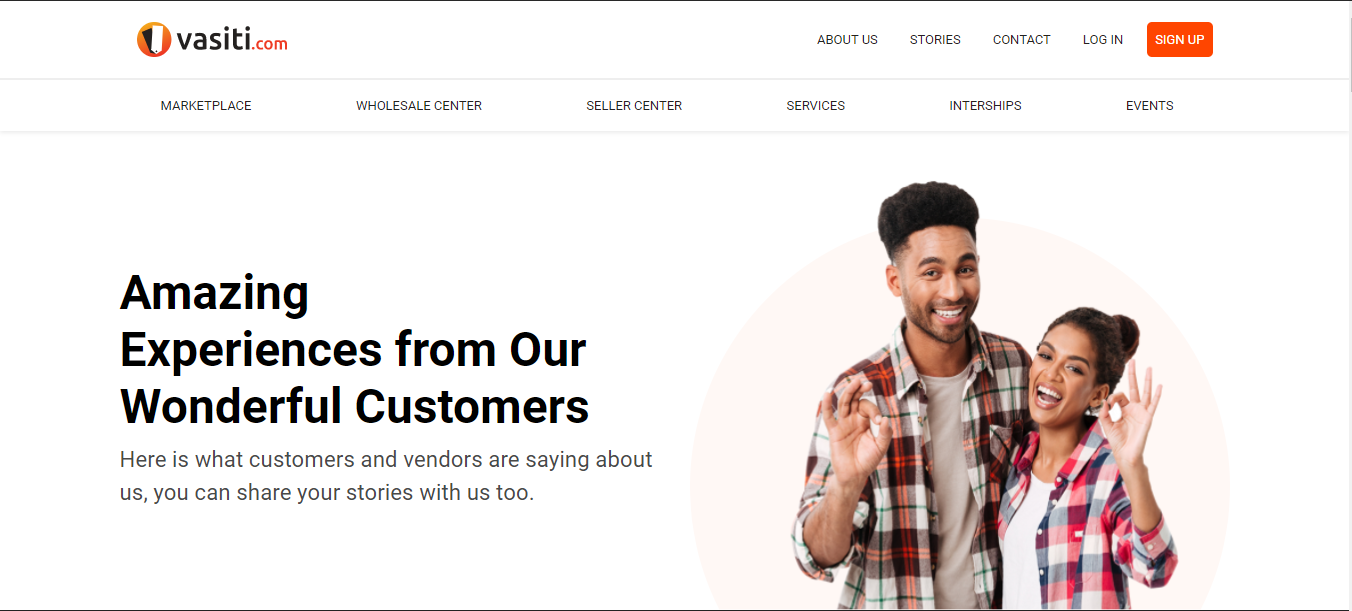 vasiti.com
ABOUT US STORIES CONTACT LOG IN SIGN UP
MARKETPLACE WHOLESALE CENTER SELLER CENTER SERVICES INTERSHIPS EVENTS
Amazing
Experiences from Our
Wonderful Customers
Here is what customers and vendors are saying about
us, you can share your stories with us too.